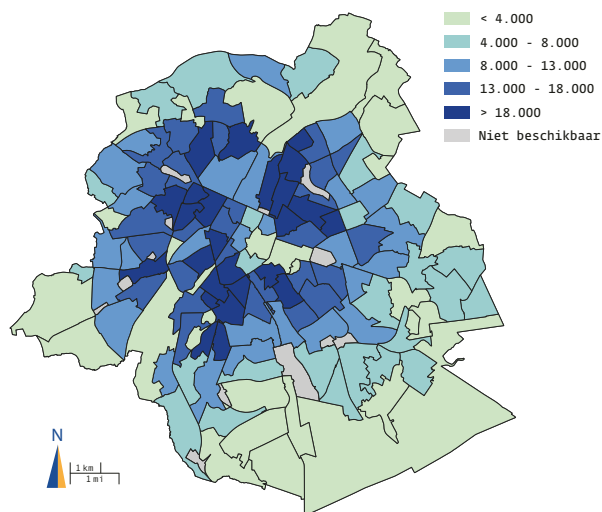 < 4.000
4.000 - 8.000
8.000 - 13.000
13.000 - 18.000
> 18.000
Niet beschikbaar
N
1 km
1 mi